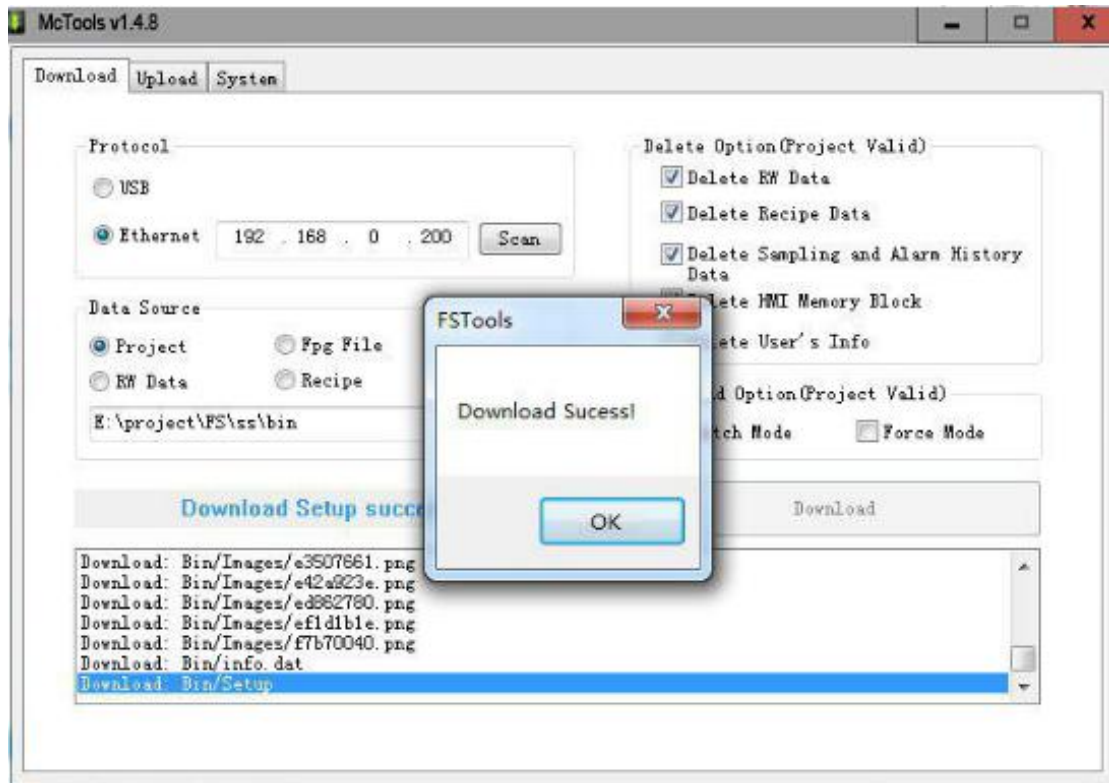 McTools v1.4.8
Download Upload System
Protocol
USB
Ethernet 192 . 168 . 0 . 200 Scan
Data Source
Project Fpg File
RW Data Recipe
E:\project\FS\ss\bin
Delete Option(Project Valid)
Delete RW Data
Delete Recipe Data
Delete Sampling and Alarm History
Data
lete HMI Memory Block
ete User's Info
d Option(Project Valid)
tch Mode Force Mode
FSTools
Download Sucess!
OK
Download Setup succe
Download
Download: Bin/Images/e3507661.png
Download: Bin/Images/e42a923e.png
Download: Bin/Images/ed862780.png
Download: Bin/Images/ef1d1b1e.png
Download: Bin/Images/f7b70040.png
Download: Bin/info.dat
Download: Bin/Setup